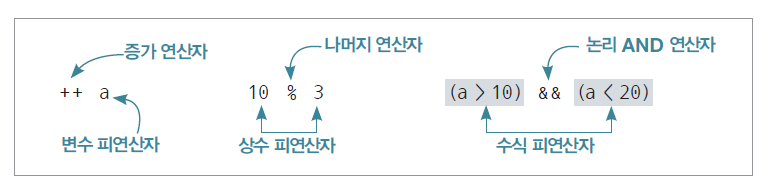 증가 연산자
나머지 연산자
논리 AND 연산자
++ a
10 % 3
(a > 10) && (a < 20)
변수 피연산자
상수 피연산자
수식 피연산자